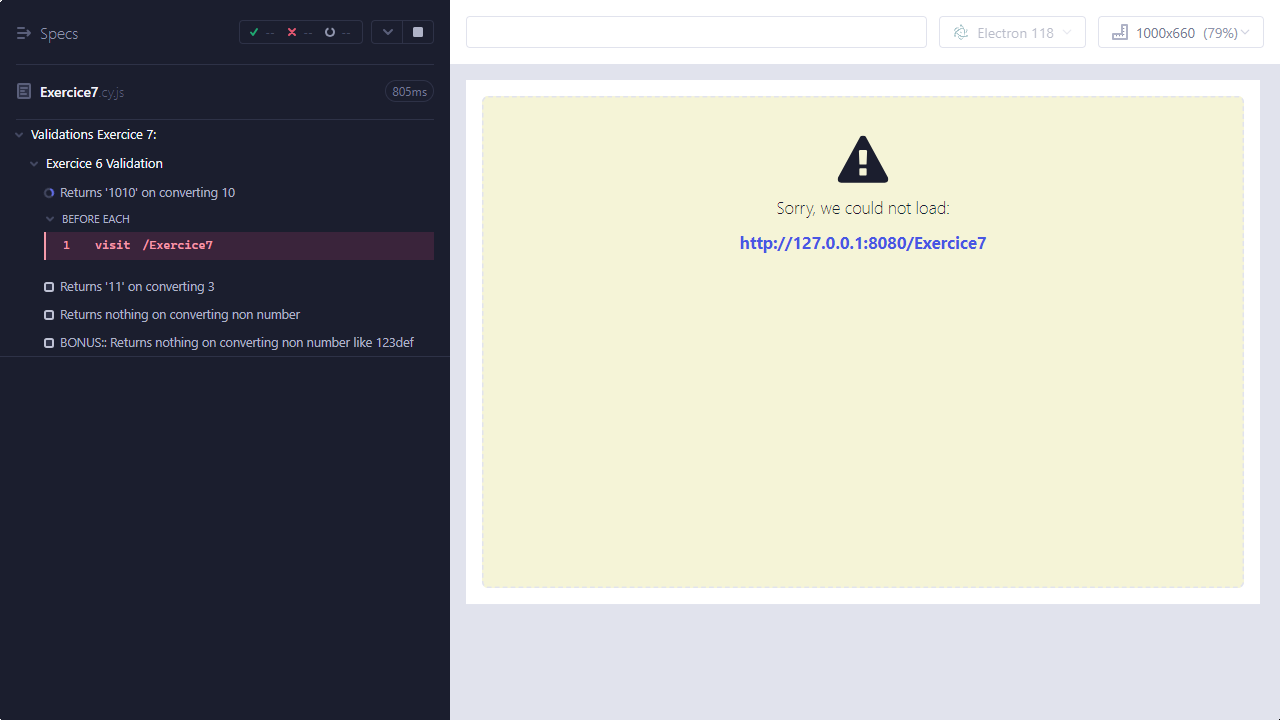 Specs
-- -- --
Electron 118
1000x660 (79%)
Exercice7.cy.js
805ms
Validations Exercice 7:
Exercice 6 Validation
Returns '1010' on converting 10
BEFORE EACH
1 visit /Exercice7
Returns '11' on converting 3
Returns nothing on converting non number
BONUS:: Returns nothing on converting non number like 123def
Sorry, we could not load:
http://127.0.0.1:8080/Exercice7